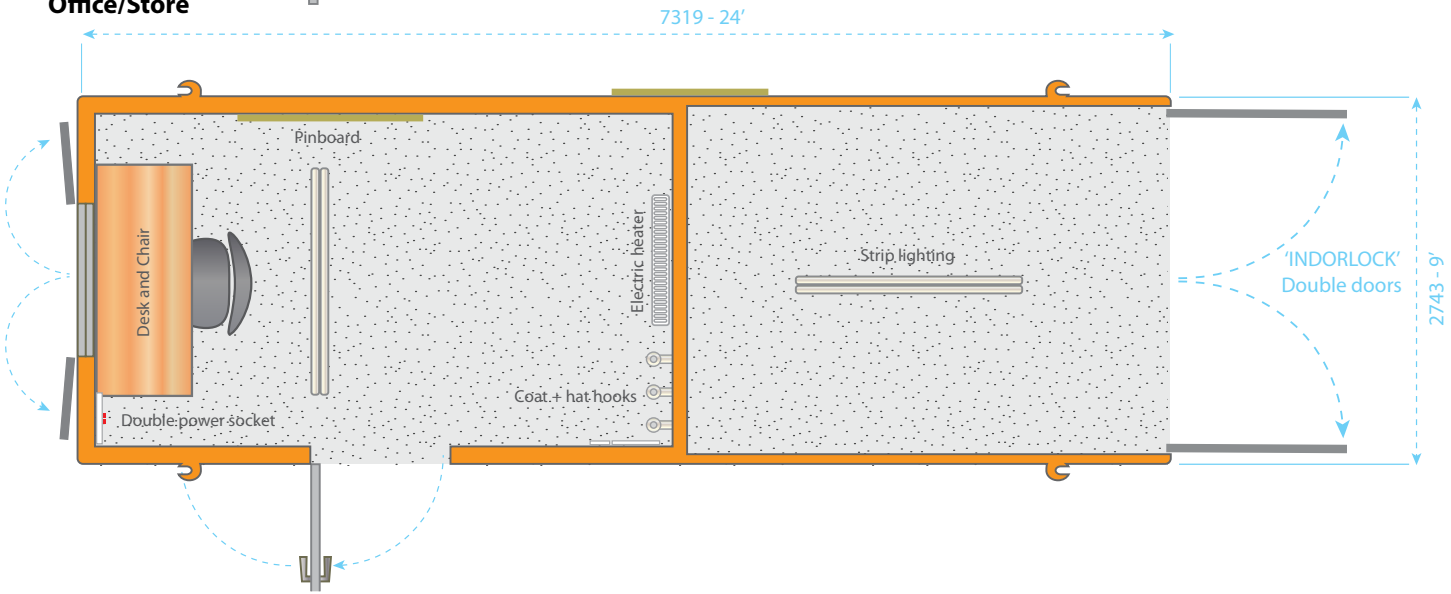 Office/Store
7319 - 24’
Pinboard
Desk and Chair
Electric heater
Strip lighting
‘INDORLOCK’
Double doors
2743 - 9’
Coat + hat hooks
Double power socket